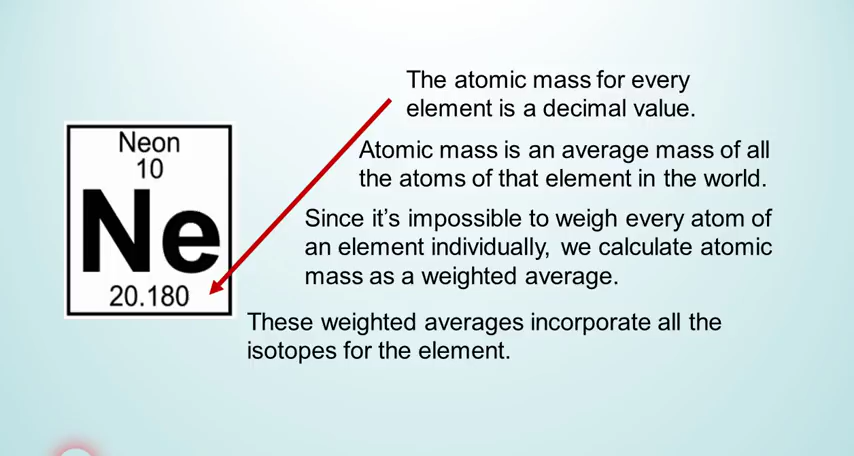 The atomic mass for every
element is a decimal value.
Neon
10
Ne
20.180
Atomic mass is an average mass of all
the atoms of that element in the world.
Since it’s impossible to weigh every atom of
an element individually, we calculate atomic
mass as a weighted average.
These weighted averages incorporate all the
isotopes for the element.